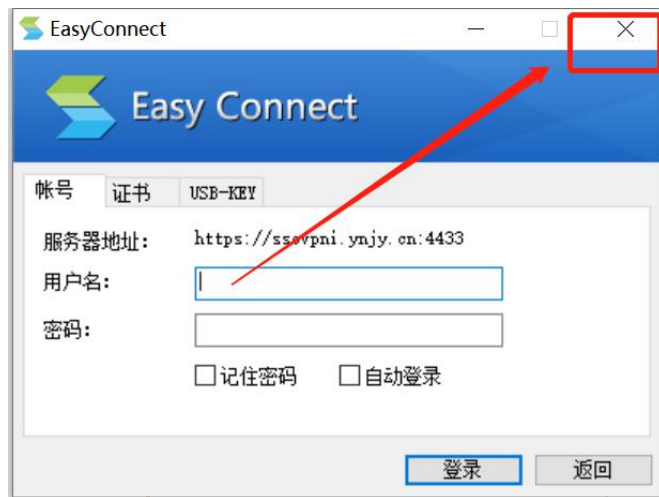 EasyConnect
Easy Connect
帐号 证书 USB-KEY
服务器地址: https://ssovpni.ynjy.cn:4433
用户名:
密码:
记住密码 自动登录
登录 返回